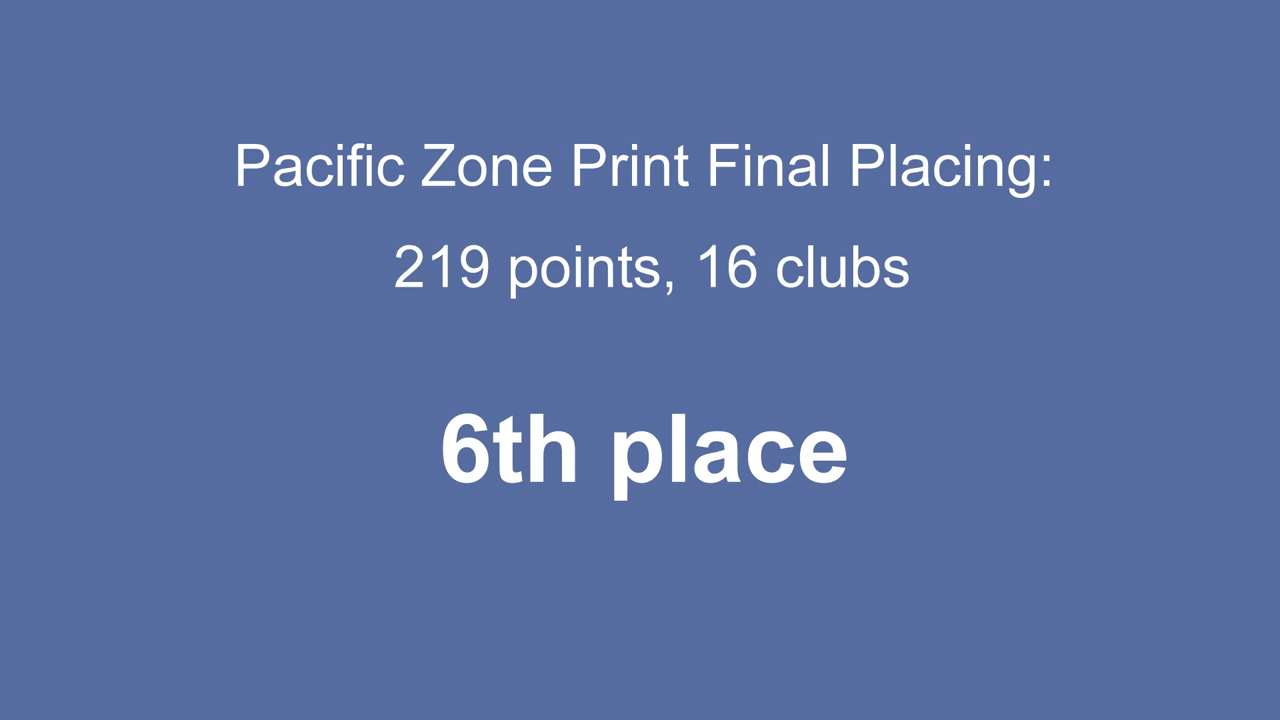 Pacific Zone Print Final Placing:
219 points, 16 clubs
6th place